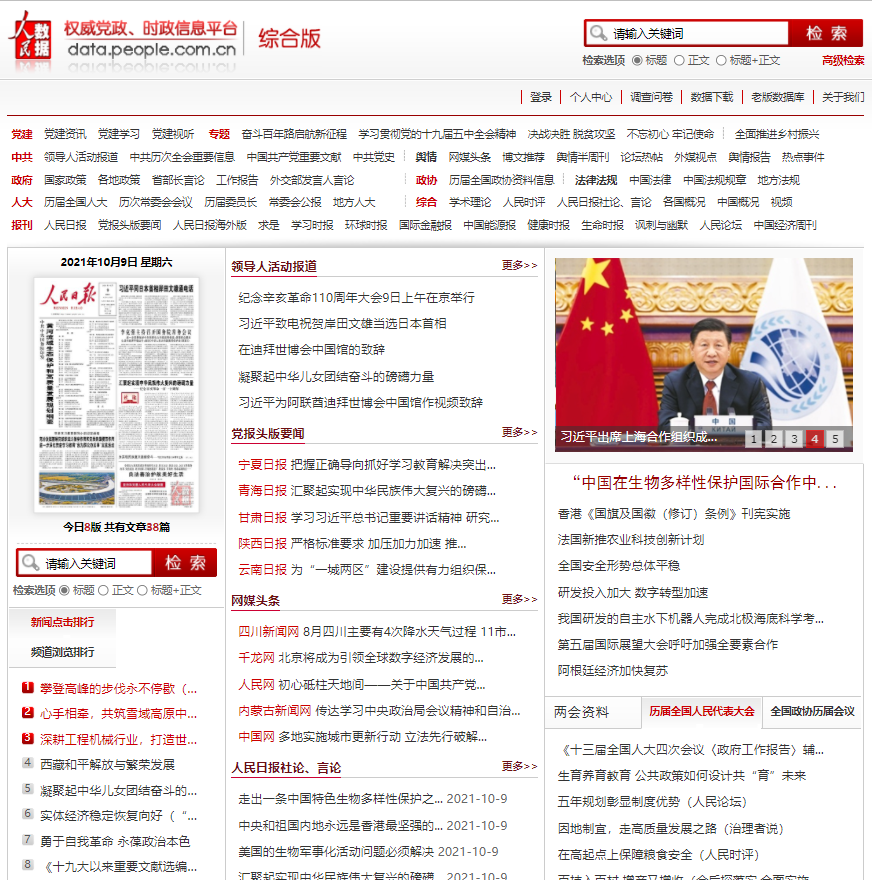 人民数据
权威党政、时政信息平台
data.people.com.cn
综合版
请输入关键词
检索
检索选项 标题 正文 标题+正文 高级检索
登录 个人中心 调查问卷 数据下载 老版数据库 关于我们
党建 党建资讯 党建学习 党建视听 专题 奋斗百年路启航新征程 学习贯彻党的十九届五中全会精神 决战决胜 脱贫攻坚 不忘初心 牢记使命 全面推进乡村振兴
中共 领导人活动报道 中共历次全会重要信息 中国共产党重要文献 中共党史 舆情 网媒头条 博文推荐 舆情半周刊 论坛热帖 外媒视点 舆情报告 热点事件
政府 国家政策 各地政策 首部长言论 工作报告 外交部发言人言论 政协 历届全国政协资料信息 法律法规 中国法律 中国法规规章 地方法规
人大 历届全国人大 历次常委会会议 历届委员长 常委会公报 地方人大 综合 学术理论 人民时评 人民日报社论、言论 各国概况 中国概况 视频
报刊 人民日报 党报头版要闻 人民日报海外版 求是 学习时报 环球时报 国际金融报 中国能源报 健康时报 生命时报 讽刺与幽默 人民论坛 中国经济周刊
2021年10月9日 星期六
人民日报
习近平同日本首相岸田文雄通电话
黄河流域生态保护和高质量发展规划纲要
今日8版 共有文章38篇
请输入关键词
检索
检索选项 标题 正文 标题+正文
新闻点击排行
频道浏览排行
1 攀登高峰的步伐永不停歇（...
2 心手相牵，共筑雪域高原中...
3 深耕工程机械行业，打造世...
4 西藏和平解放与繁荣发展
5 凝聚起中华儿女团结奋斗的...
6 实体经济稳定恢复向好（“...
7 勇于自我革命 永葆政治本色
8 《十九大以来重要文献选编...
领导人活动报道 更多>>
纪念辛亥革命110周年大会9日上午在京举行
习近平致电祝贺岸田文雄当选日本首相
在迪拜世博会中国馆的致辞
凝聚起中华儿女团结奋斗的磅礴力量
习近平为阿联酋迪拜世博会中国馆作视频致辞
党报头版要闻 更多>>
宁夏日报 把握正确导向抓好学习教育解决突出...
青海日报 汇聚起实现中华民族伟大复兴的磅礴...
甘肃日报 学习习近平总书记重要讲话精神 研究...
陕西日报 严格标准要求 加压加力加速 推...
云南日报 为“一城两区”建设提供有力组织保...
网媒头条 更多>>
四川新闻网 8月四川主要有4次降水天气过程 11市...
千龙网 北京将成为引领全球数字经济发展的...
人民网 初心砥柱天地间——关于中国共产党...
内蒙古新闻网 传达学习中央政治局会议精神和自治...
中国网 多地实施城市更新行动 立法先行破解...
人民日报社论、言论 更多>>
走出一条中国特色生物多样性保护之... 2021-10-9
中央和祖国内地永远是香港最坚强的... 2021-10-9
美国的生物军事化活动问题必须解决 2021-10-9
汇聚起实现中华民族伟大复兴的磅礴... 2021-10-9
中国
КИТАЙ
习近平出席上海合作组织成...
1 2 3 4 5
“中国在生物多样性保护国际合作中...
香港《国旗及国徽（修订）条例》刊宪实施
法国新推农业科技创新计划
全国安全形势总体平稳
研发投入加大 数字转型加速
我国研发的自主水下机器人完成北极海底科学考...
第五届国际展望大会呼吁加强全要素合作
阿根廷经济加快复苏
两会资料 历届全国人民代表大会 全国政协历届会议
《十三届全国人大四次会议〈政府工作报告〉辅...
生育养育教育 公共政策如何设计共“育”未来
五年规划彰显制度优势（人民论坛）
因地制宜，走高质量发展之路（治理者说）
在高起点上保障粮食安全（人民时评）